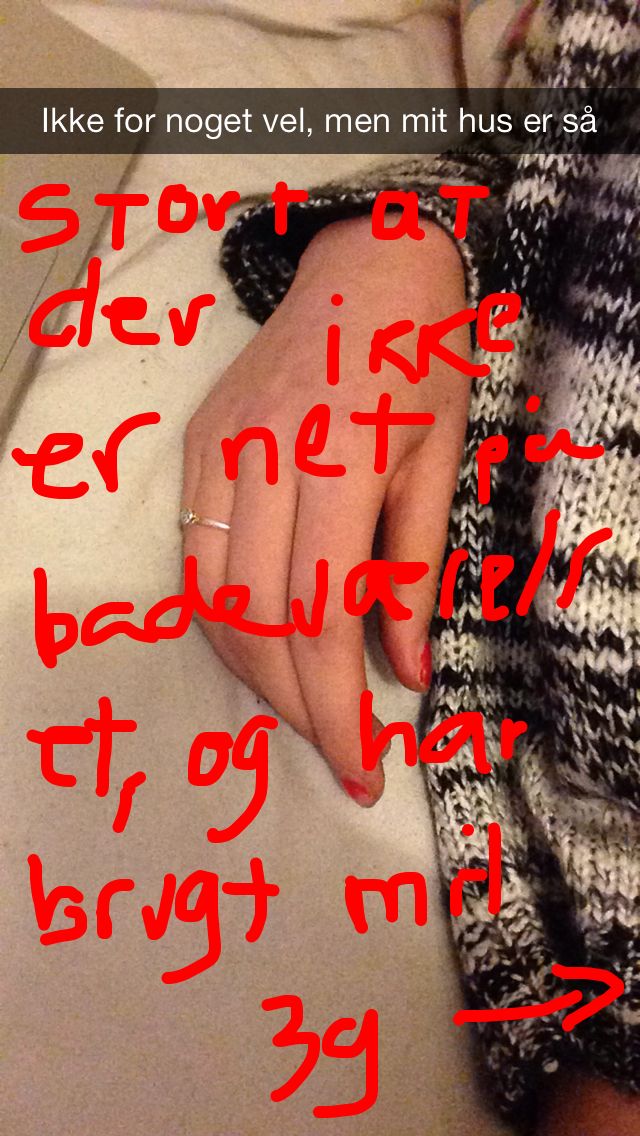 Ikke for noget vel, men mit hus er så
stort at
der ikke
er net på
badeværels
et, og har
brugt mil
3g →